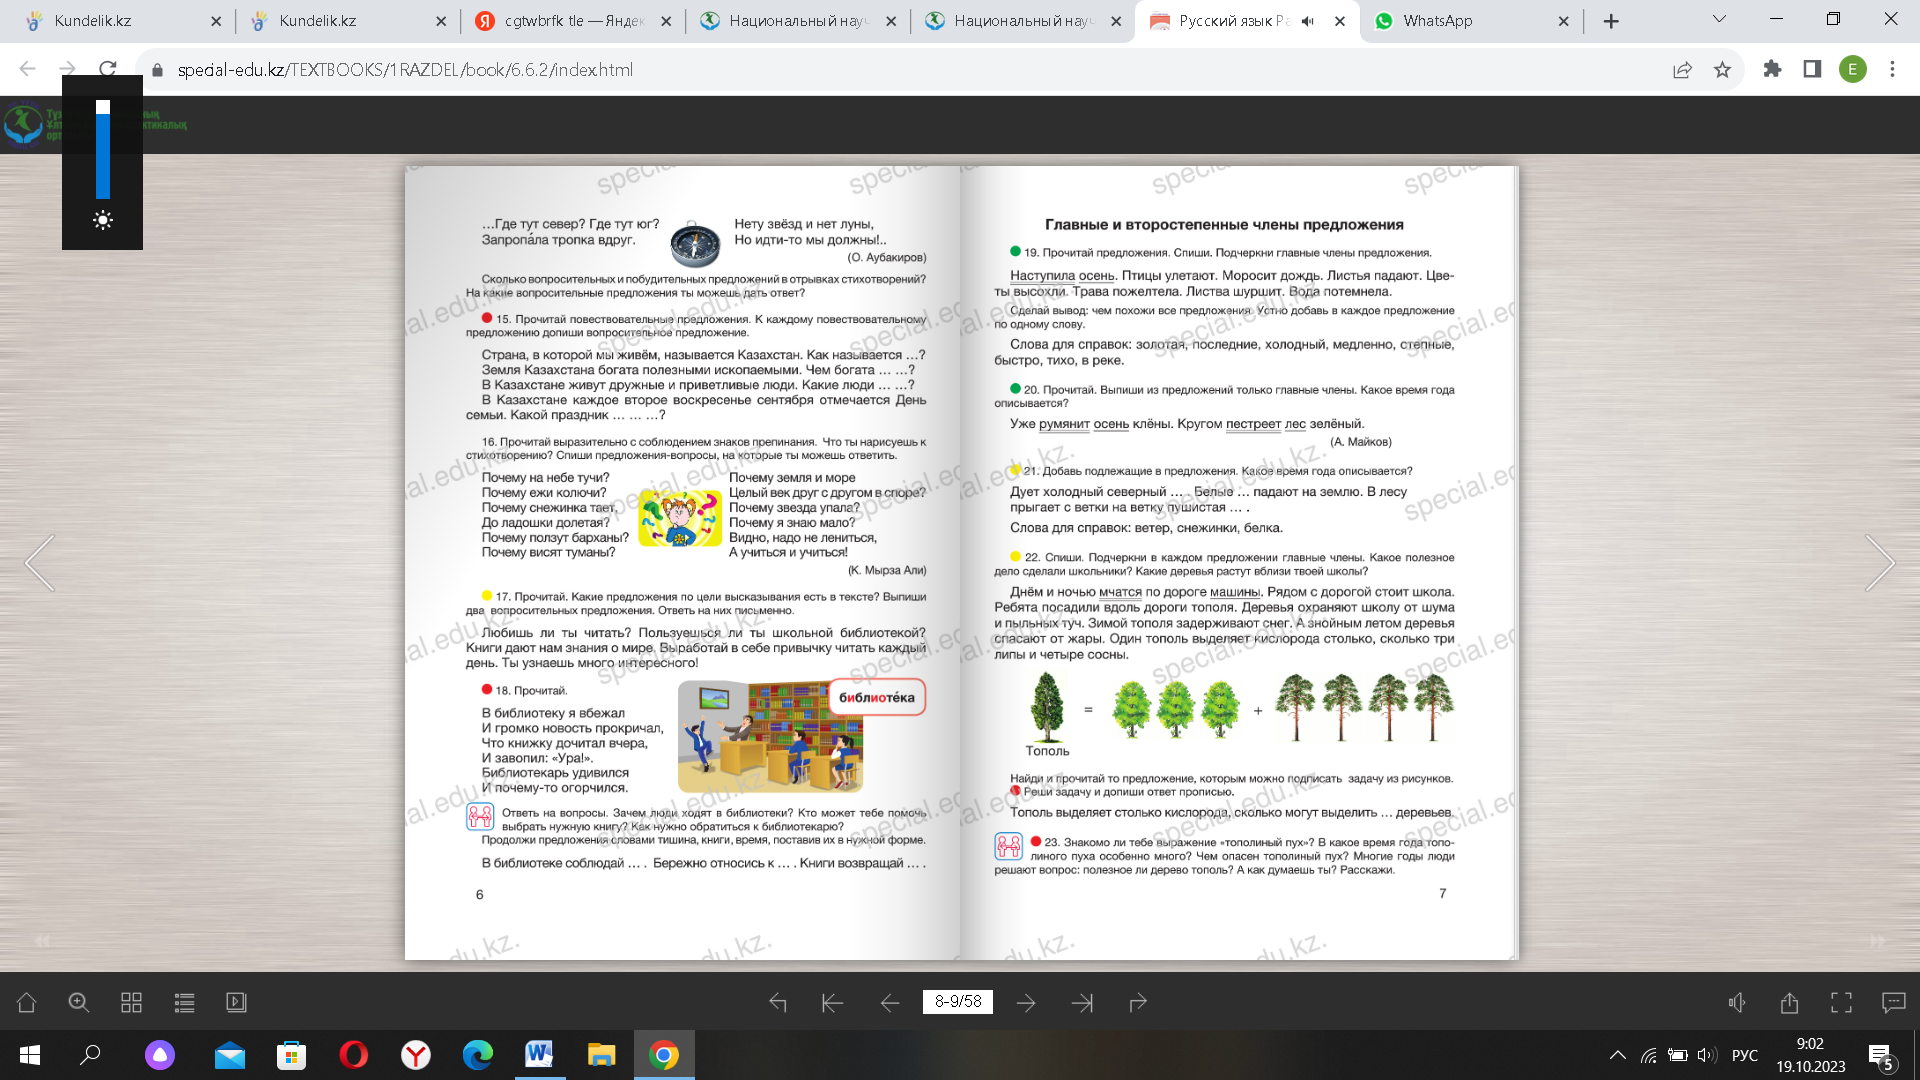 Kundelik.kz
Kundelik.kz
cgtwbrfk tle — Яндек
Национальный науч
Национальный науч
Русский язык Ра
WhatsApp
special-edu.kz/TEXTBOOKS/1RAZDEL/book/6.6.2/index.html
E
…Где тут север? Где тут юг?
Запропа́ла тропка вдруг.
Нету звёзд и нет луны,
Но идти-то мы должны!..
(О. Аубакиров)
Сколько вопросительных и побудительных предложений в отрывках стихотворений?
На какие вопросительные предложения ты можешь дать ответ?
15. Прочитай повествовательные предложения. К каждому повествовательному
предложению допиши вопросительное предложение.
Страна, в которой мы живём, называется Казахстан. Как называется …?
Земля Казахстана богата полезными ископаемыми. Чем богата … …?
В Казахстане живут дружные и приветливые люди. Какие люди … …?
В Казахстане каждое второе воскресенье сентября отмечается День
семьи. Какой праздник … … …?
16. Прочитай выразительно с соблюдением знаков препинания. Что ты нарисуешь к
стихотворению? Спиши предложения-вопросы, на которые ты можешь ответить.
Почему на небе тучи?
Почему ежи колючи?
Почему снежинка тает,
До ладошки долетая?
Почему ползут барханы?
Почему висят туманы?
Почему земля и море
Целый век друг с другом в споре?
Почему звезда упала?
Почему я знаю мало?
Видно, надо не лениться,
А учиться и учиться!
(К. Мырза Али)
17. Прочитай. Какие предложения по цели высказывания есть в тексте? Выпиши
два вопросительных предложения. Ответь на них письменно.
Любишь ли ты читать? Пользуешься ли ты школьной библиотекой?
Книги дают нам знания о мире. Выработай в себе привычку читать каждый
день. Ты узнаешь много интересного!
18. Прочитай.
библиоте́ка
В библиотеку я вбежал
И громко новость прокричал,
Что книжку дочитал вчера,
И завопил: «Ура!».
Библиотекарь удивился
И почему-то огорчился.
Ответь на вопросы. Зачем люди ходят в библиотеки? Кто может тебе помочь
выбрать нужную книгу? Как нужно обратиться к библиотекарю?
Продолжи предложения словами тишина, книги, время, поставив их в нужной форме.
В библиотеке соблюдай … . Бережно относись к … . Книги возвращай … .
6
Главные и второстепенные члены предложения
19. Прочитай предложения. Спиши. Подчеркни главные члены предложения.
Наступила осень. Птицы улетают. Моросит дождь. Листья падают. Цве-
ты высохли. Трава пожелтела. Листва шуршит. Вода потемнела.
Сделай вывод: чем похожи все предложения. Устно добавь в каждое предложение
по одному слову.
Слова для справок: золотая, последние, холодный, медленно, степные,
быстро, тихо, в реке.
20. Прочитай. Выпиши из предложений только главные члены. Какое время года
описывается?
Уже румянит осень клёны. Кругом пестреет лес зелёный.
(А. Майков)
21. Добавь подлежащие в предложения. Какое время года описывается?
Дует холодный северный … . Белые … падают на землю. В лесу
прыгает с ветки на ветку пушистая … .
Слова для справок: ветер, снежинки, белка.
22. Спиши. Подчеркни в каждом предложении главные члены. Какое полезное
дело сделали школьники? Какие деревья растут вблизи твоей школы?
Днём и ночью мчатся по дороге машины. Рядом с дорогой стоит школа.
Ребята посадили вдоль дороги тополя. Деревья охраняют школу от шума
и пыльных туч. Зимой тополя задерживают снег. А знойным летом деревья
спасают от жары. Один тополь выделяет кислорода столько, сколько три
липы и четыре сосны.
= +
Тополь
Найди и прочитай то предложение, которым можно подписать задачу из рисунков.
Реши задачу и допиши ответ прописью.
Тополь выделяет столько кислорода, сколько могут выделить … деревьев.
23. Знакомо ли тебе выражение «тополиный пух»? В какое время года топо-
линого пуха особенно много? Чем опасен тополиный пух? Многие годы люди
решают вопрос: полезное ли дерево тополь? А как думаешь ты? Расскажи.
7
8-9/58
РУС
9:02
19.10.2023
5